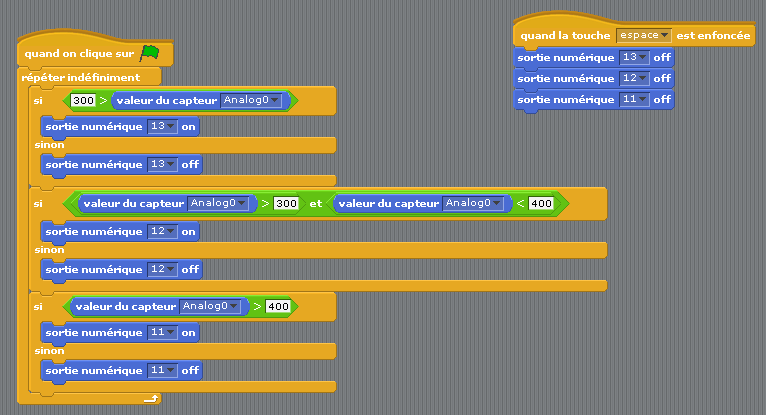 quand on clique sur
répéter indéfiniment
si 300 > valeur du capteur Analog0
sortie numérique 13 on
sinon
sortie numérique 13 off
si valeur du capteur Analog0 > 300 et valeur du capteur Analog0 < 400
sortie numérique 12 on
sinon
sortie numérique 12 off
si valeur du capteur Analog0 > 400
sortie numérique 11 on
sinon
sortie numérique 11 off
quand la touche espace est enfoncée
sortie numérique 13 off
sortie numérique 12 off
sortie numérique 11 off